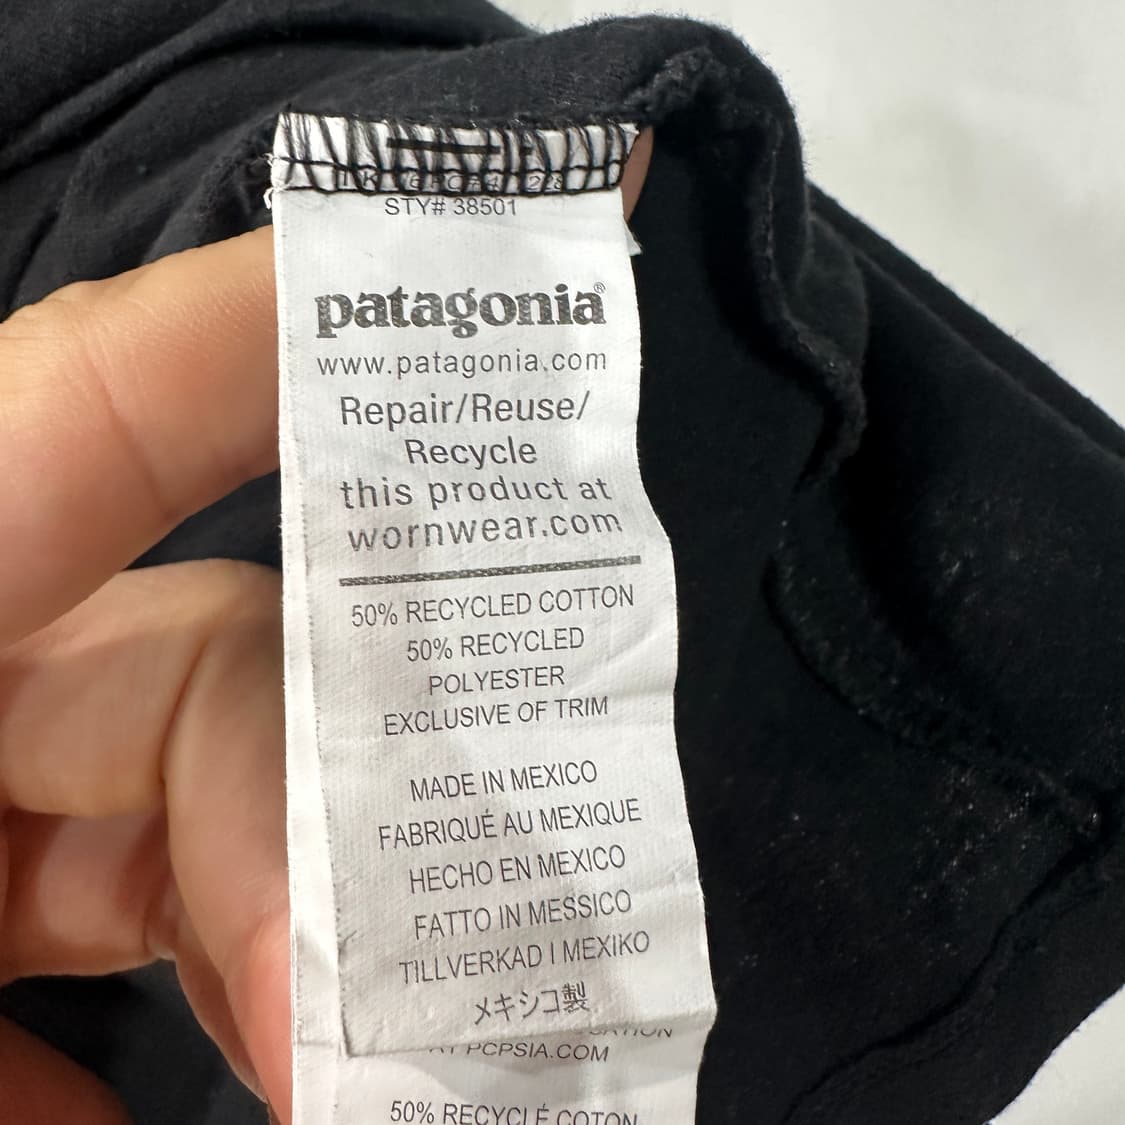 STY# 38501
patagonia®
www.patagonia.com
Repair/Reuse/
Recycle
this product at
wornwear.com
50% RECYCLED COTTON
50% RECYCLED
POLYESTER
EXCLUSIVE OF TRIM
MADE IN MEXICO
FABRIQUÉ AU MEXIQUE
HECHO EN MEXICO
FATTO IN MESSICO
TILLVERKAD I MEXIKO
メキシコ製
PCPSIA.COM
50% RECYCLÉ COTON